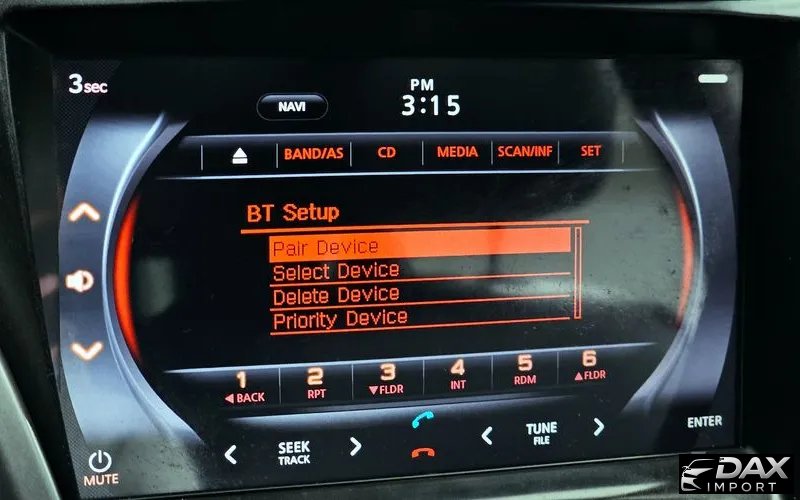 3SEC
PM
NAVI
3:15
BAND/AS CD MEDIA SCAN/INF SET
BT Setup
Pair Device
Select Device
Delete Device
Priority Device
1 2 3 4 5 6
◀BACK RPT ▼FLDR INT RDM ▲FLDR
< SEEK TRACK > < TUNE FILE > ENTER
MUTE
DAX
IMPORT